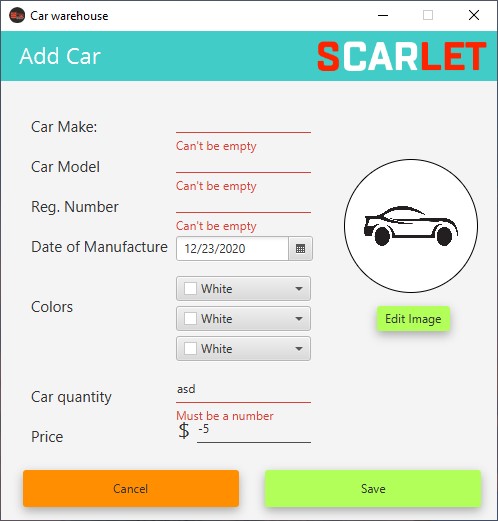 Car warehouse
Add Car
SCARLET
Car Make:
Can't be empty
Car Model
Can't be empty
Reg. Number
Can't be empty
Date of Manufacture 12/23/2020
Colors
White
White
White
Edit Image
Car quantity asd
Must be a number
Price $ -5
Cancel
Save